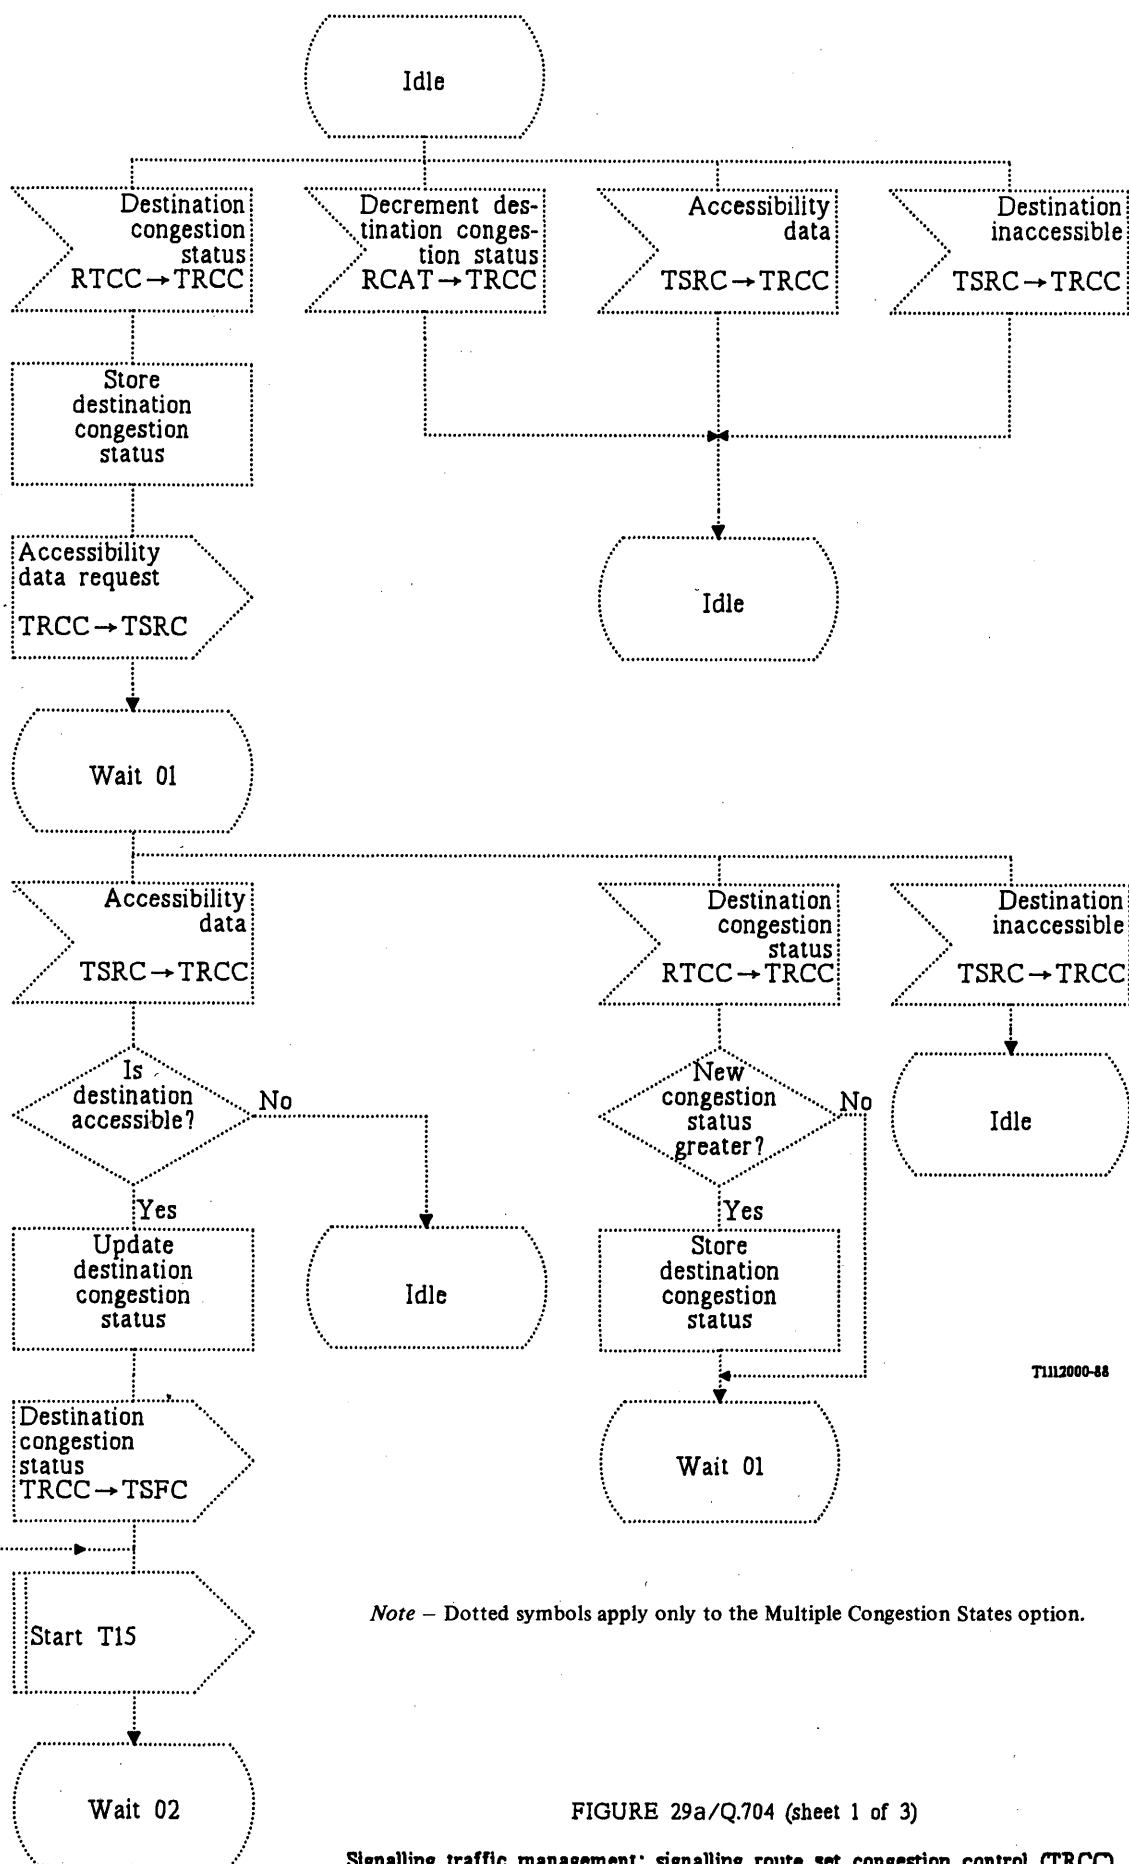 Idle
Destination
congestion
status
RTCC→TRCC
Decrement des-
tination conges-
tion status
RCAT→TRCC
Accessibility
data
TSRC→TRCC
Destination
inaccessible
TSRC→TRCC
Store
destination
congestion
status
Accessibility
data request
TRCC→TSRC
Idle
Wait 01
Accessibility
data
TSRC→TRCC
Destination
congestion
status
RTCC→TRCC
Destination
inaccessible
TSRC→TRCC
Is
destination
accessible?
No
Yes
New
congestion
status
greater?
No
Yes
Idle
Update
destination
congestion
status
Idle
Store
destination
congestion
status
T1112000-88
Destination
congestion
status
TRCC→TSFC
Wait 01
Start T15
Note – Dotted symbols apply only to the Multiple Congestion States option.
Wait 02
FIGURE 29a/Q.704 (sheet 1 of 3)
Signalling traffic management; signalling route set congestion control (TRCC)